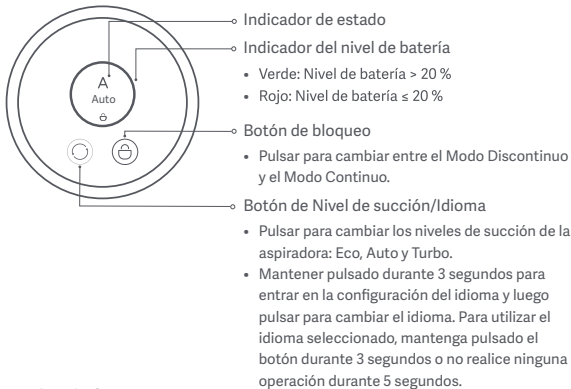 Indicador de estado
Indicador del nivel de batería
• Verde: Nivel de batería > 20 %
• Rojo: Nivel de batería ≤ 20 %
A
Auto
Botón de bloqueo
• Pulsar para cambiar entre el Modo Discontinuo
y el Modo Continuo.
Botón de Nivel de succión/Idioma
• Pulsar para cambiar los niveles de succión de la
aspiradora: Eco, Auto y Turbo.
• Mantener pulsado durante 3 segundos para
entrar en la configuración del idioma y luego
pulsar para cambiar el idioma. Para utilizar el
idioma seleccionado, mantenga pulsado el
botón durante 3 segundos o no realice ninguna
operación durante 5 segundos.